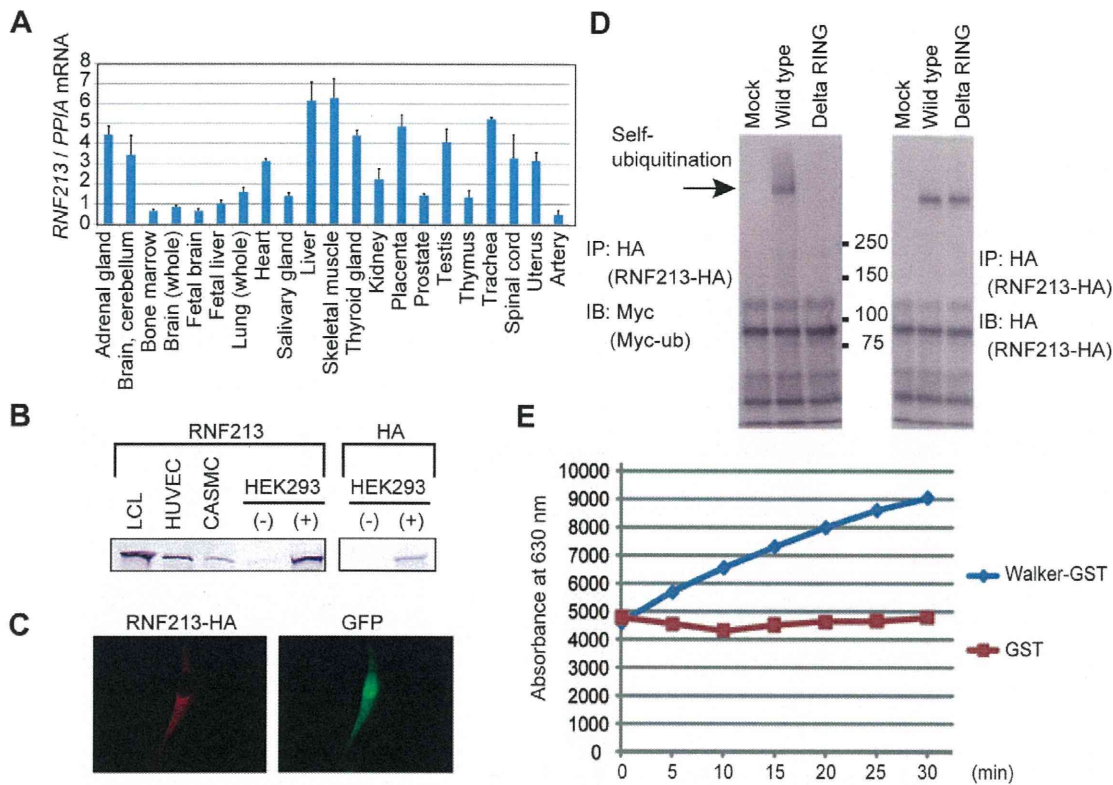 A
RNF213 / PPIA mRNA
8
7
6
5
4
3
2
1
0
Adrenal gland
Brain, cerebellum
Bone marrow
Brain (whole)
Fetal brain
Fetal liver
Lung (whole)
Heart
Salivary gland
Liver
Skeletal muscle
Thyroid gland
Kidney
Placenta
Prostate
Testis
Thymus
Trachea
Spinal cord
Uterus
Artery
B
RNF213
HA
LCL
HUVEC
CASMC
HEK293
HEK293
(-)
(+)
(-)
(+)
C
RNF213-HA
GFP
D
Mock
Wild type
Delta RING
Mock
Wild type
Delta RING
Self-
ubiquitination
IP: HA
(RNF213-HA)
IB: Myc
(Myc-ub)
250
150
100
75
IP: HA
(RNF213-HA)
IB: HA
(RNF213-HA)
E
Absorbance at 630 nm
10000
9000
8000
7000
6000
5000
4000
3000
2000
1000
0
0
5
10
15
20
25
30
(min)
Walker-GST
GST